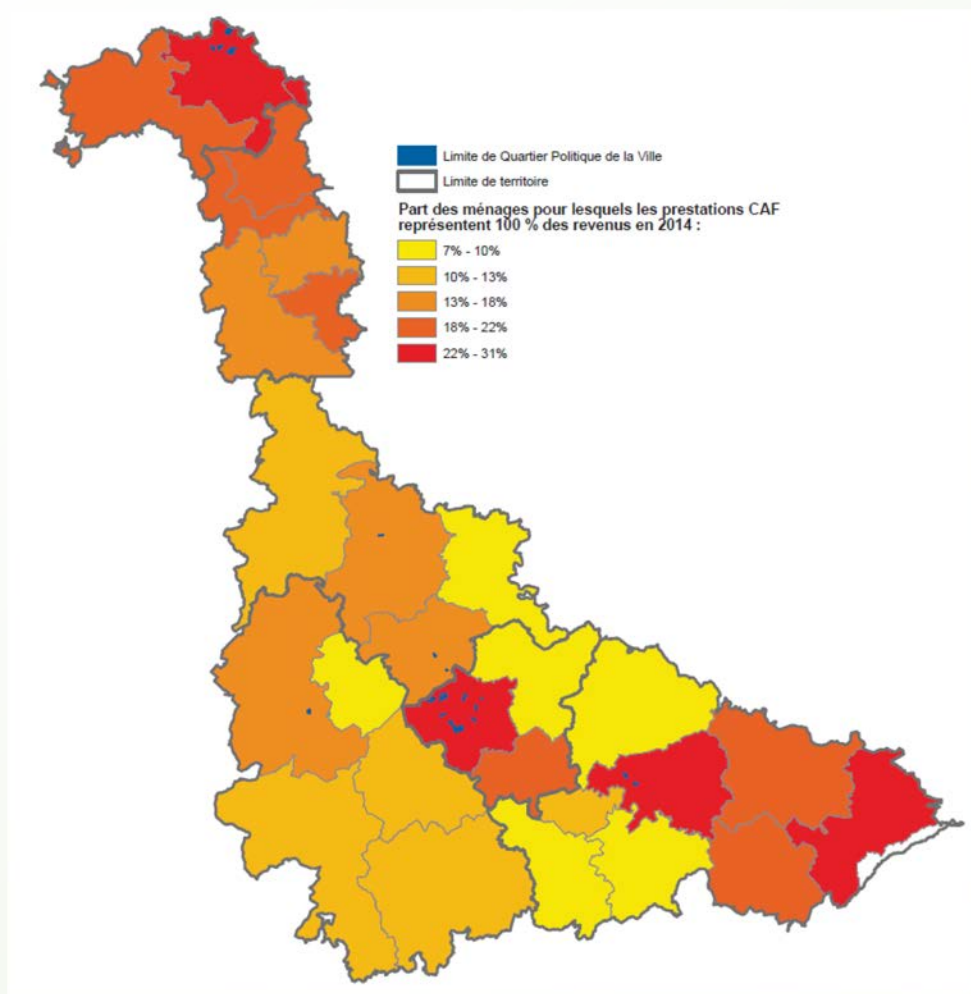 Limite de Quartier Politique de la Ville
Limite de territoire
Part des ménages pour lesquels les prestations CAF
représentent 100 % des revenus en 2014 :
7% - 10%
10% - 13%
13% - 18%
18% - 22%
22% - 31%